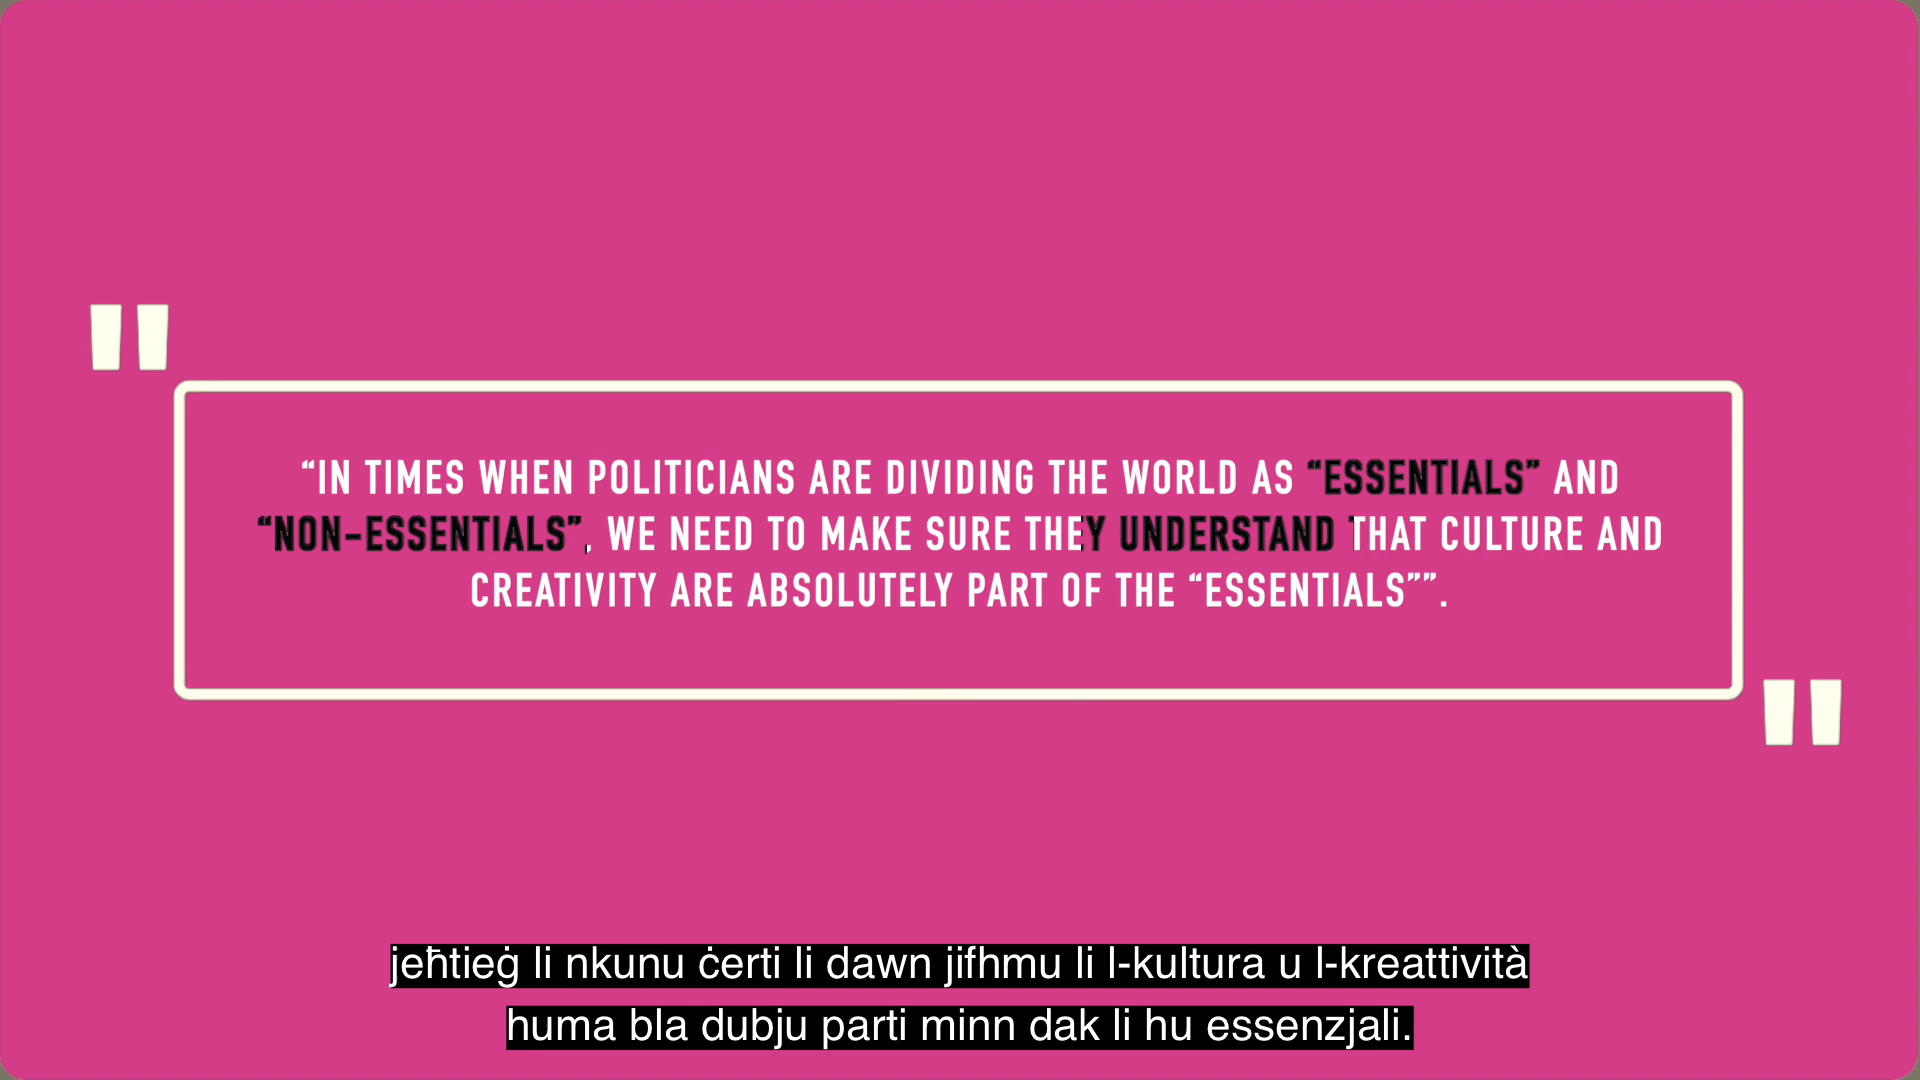 "
“IN TIMES WHEN POLITICIANS ARE DIVIDING THE WORLD AS “ESSENTIALS” AND
“NON-ESSENTIALS”, WE NEED TO MAKE SURE THEY UNDERSTAND THAT CULTURE AND
CREATIVITY ARE ABSOLUTELY PART OF THE “ESSENTIALS””.
"
jeħtieġ li nkunu ċerti li dawn jifhmu li l-kultura u l-kreattività
huma bla dubju parti minn dak li hu essenzjali.